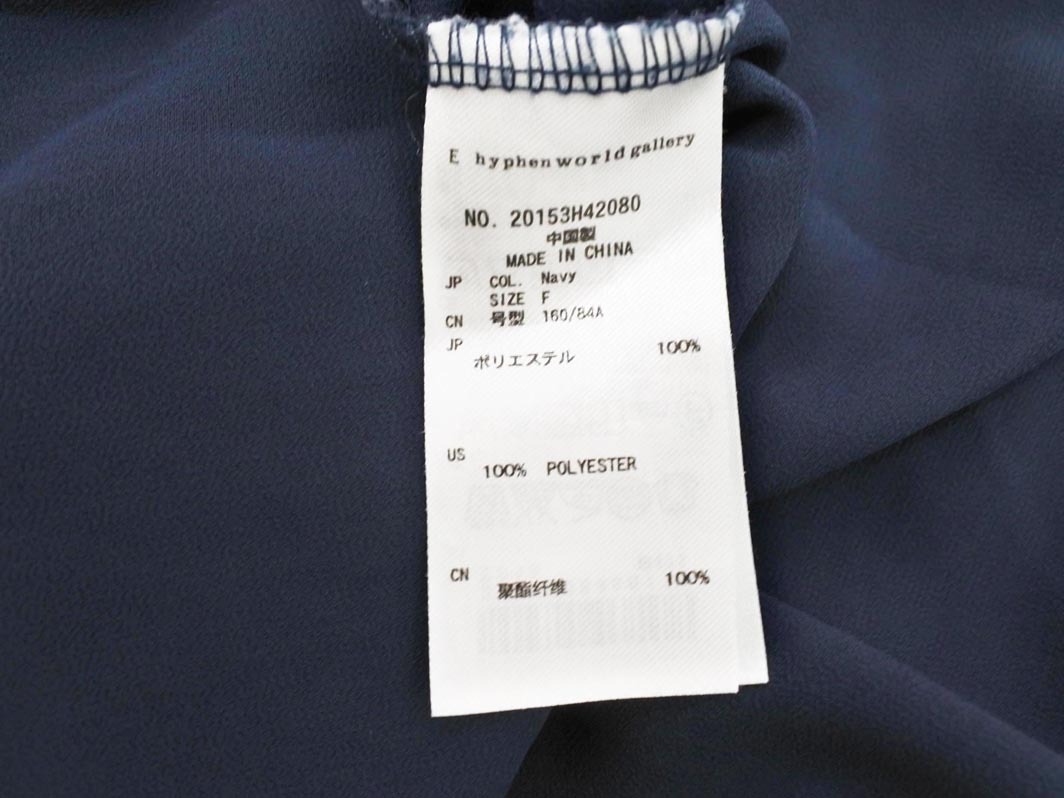 E hyphen world gallery
NO. 20153H42080
中国製
MADE IN CHINA
JP COL. Navy
SIZE F
CN 号型 160/84A
JP
ポリエステル 100%
US
100% POLYESTER
CN
聚酯纤维 100%